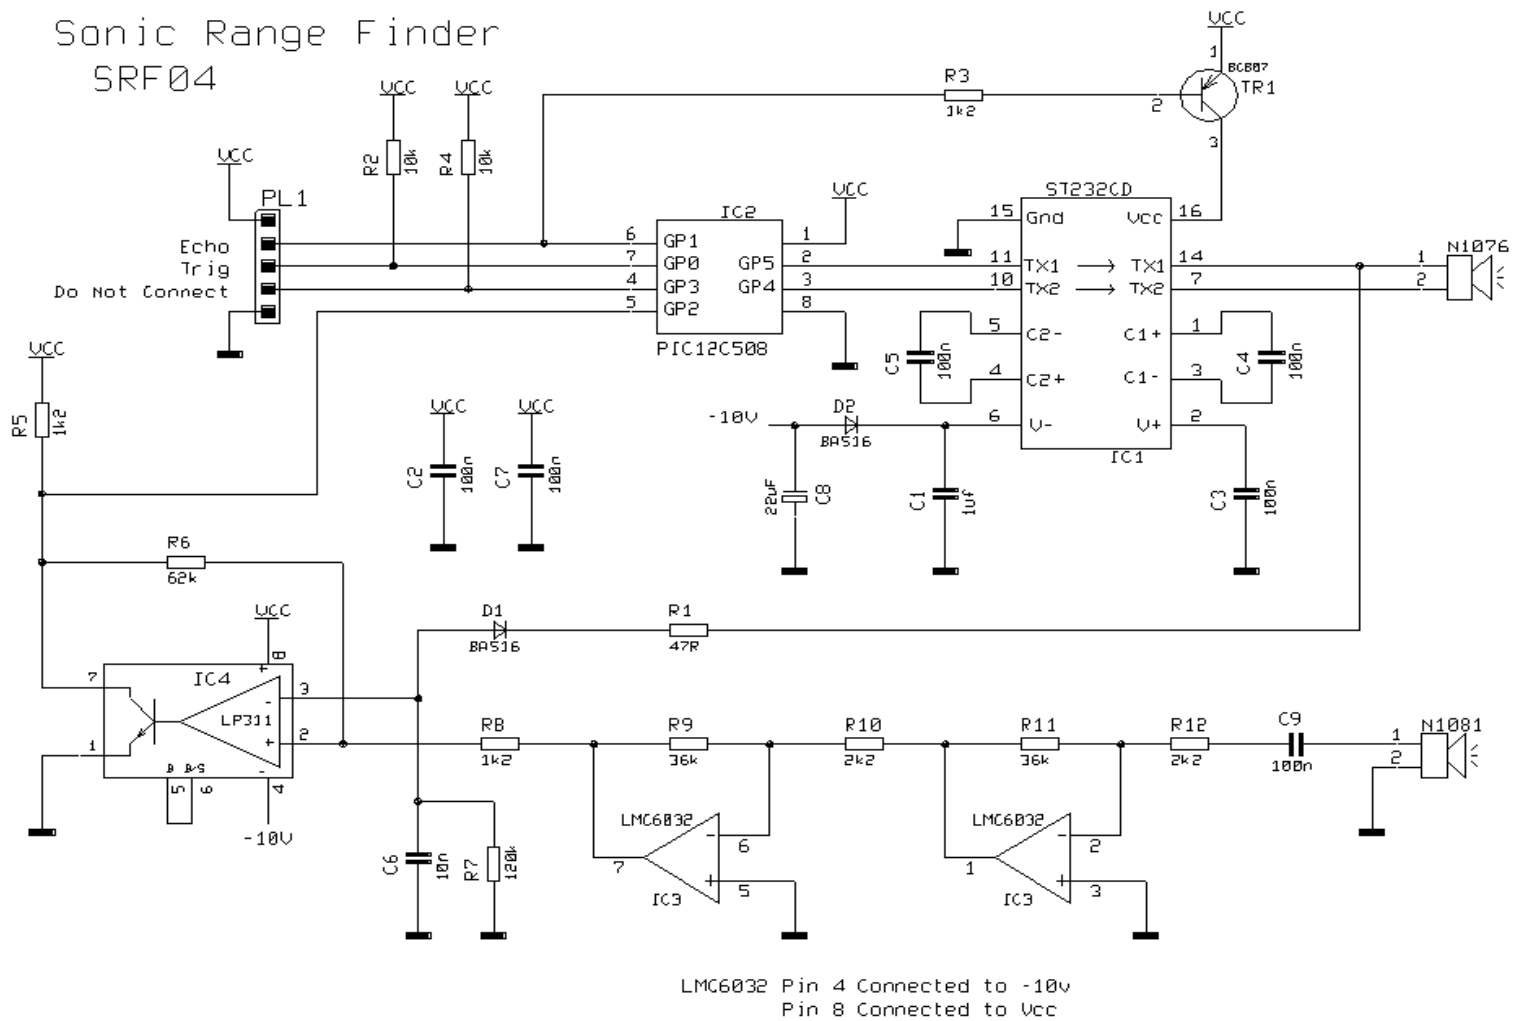 Sonic Range Finder
SRF04
VCC
1
BC807
TR1
2
3
R3
1k2
VCC
VCC
R2
10k
R4
10k
VCC
PL1
Echo
Trig
Do Not Connect
IC2
6 GP1 1
7 GP0 GP5 2
4 GP3 GP4 3
5 GP2 8
PIC12C508
VCC
ST232CD
15 Gnd Vcc 16
11 TX1 TX1 14
10 TX2 TX2 7
5 C2- C1+ 1
4 C2+ C1- 3
6 V- V+ 2
IC1
N1076
1
2
C5
100n
C4
100n
VCC
R5
1k2
VCC
C2
100n
VCC
C7
100n
-10V
D2
BAS16
22uF
C8
C1
1uf
C3
100n
R6
62k
VCC
8
D1
BAS16
R1
47R
7
IC4
3
LP311
-
+
2
1
B B/S
5
6
-
4
-10V
C6
10n
R7
120k
R8
1k2
R9
36k
R10
2k2
R11
36k
R12
2k2
C9
100n
N1081
1
2
LMC6032
-
6
7
+
5
IC3
LMC6032
-
2
1
+
3
IC3
LMC6032 Pin 4 Connected to -10v
Pin 8 Connected to Vcc